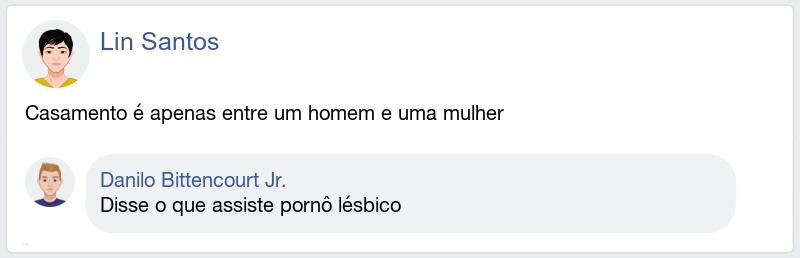 Lin Santos
Casamento é apenas entre um homem e uma mulher
Danilo Bittencourt Jr.
Disse o que assiste pornô lésbico